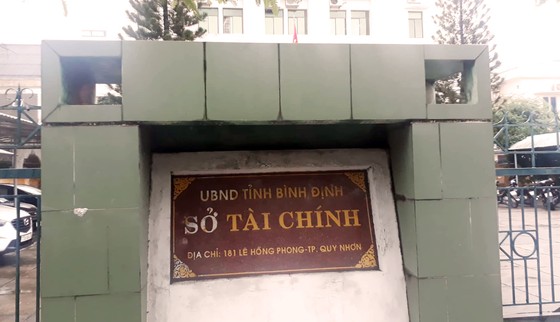 UBND TỈNH BÌNH ĐỊNH
SỞ TÀI CHÍNH
ĐỊA CHỈ: 181 LÊ HỒNG PHONG-TP. QUY NHƠN